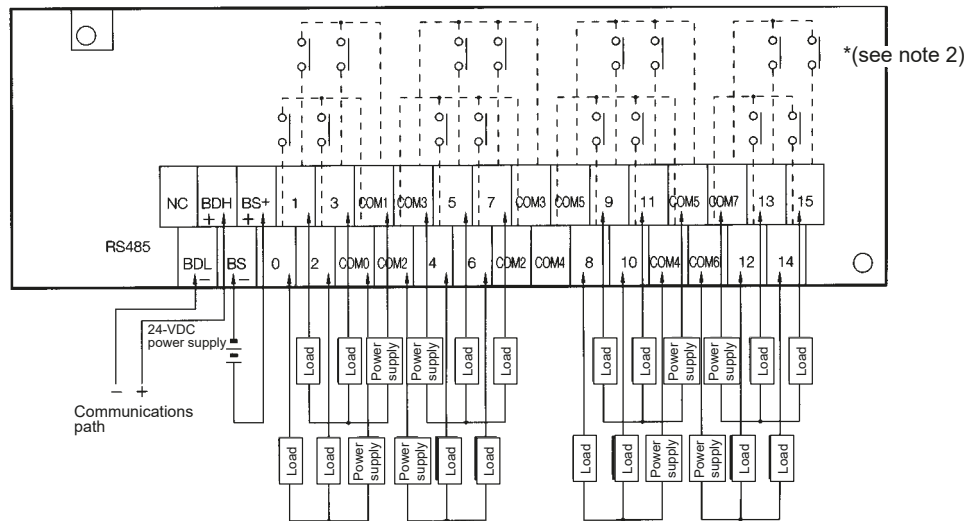 *(see note 2)
NC BDH BS+ 1 3 COM1 COM3 5 7 COM3 COM5 9 11 COM5 COM7 13 15
+ +
RS485
BDL BS 0 2 COM0 COM2 4 6 COM2 COM4 8 10 COM4 COM6 12 14
− −
24-VDC
power supply
− +
Communications
path
Load Load Power supply Power supply Load Load Load Load Power supply Power supply Load Load
Load Load Power supply Power supply Load Load Load Load Power supply Power supply Load Load